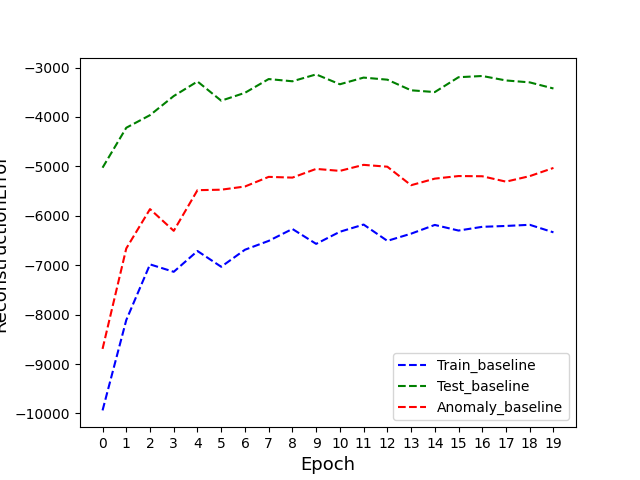 −3000
−4000
−5000
−6000
−7000
−8000
−9000
−10000
ReconstructionError
0 1 2 3 4 5 6 7 8 9 10 11 12 13 14 15 16 17 18 19
Epoch
Train_baseline
Test_baseline
Anomaly_baseline